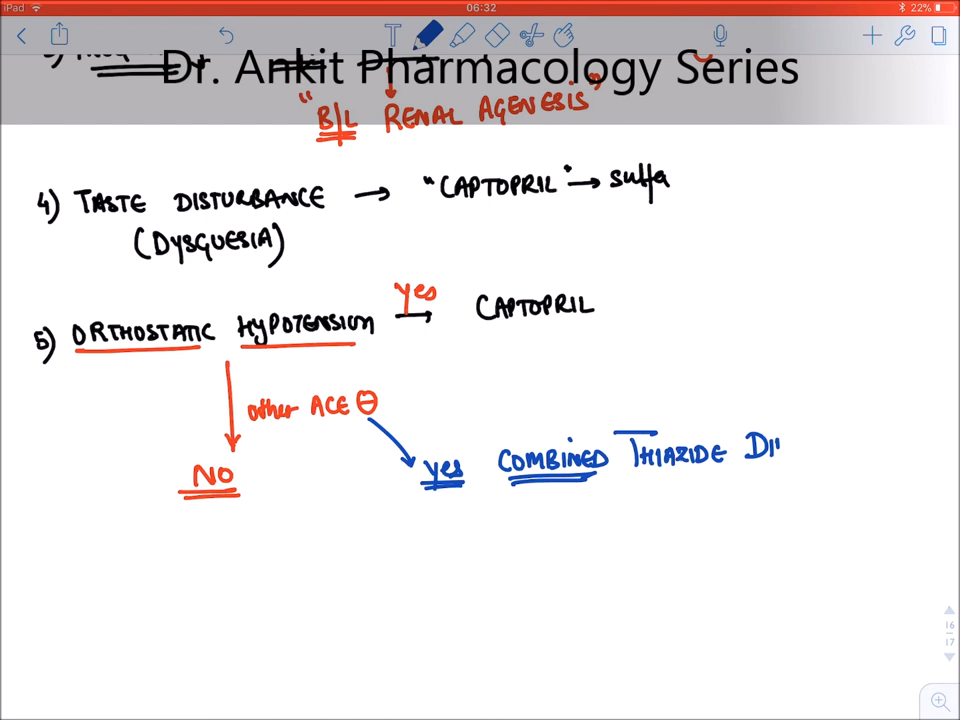 iPad
06:32
22%
Dr. Ankit Pharmacology Series
"B/L RENAL AGENESIS"
4) TASTE DISTURBANCE → "CAPTOPRIL" → sulfa
(DYSGUESIA)
5) ORTHOSTATIC HYPOTENSION yes → CAPTOPRIL
other ACE ⊖
NO
yes COMBINED THIAZIDE DI
16
17